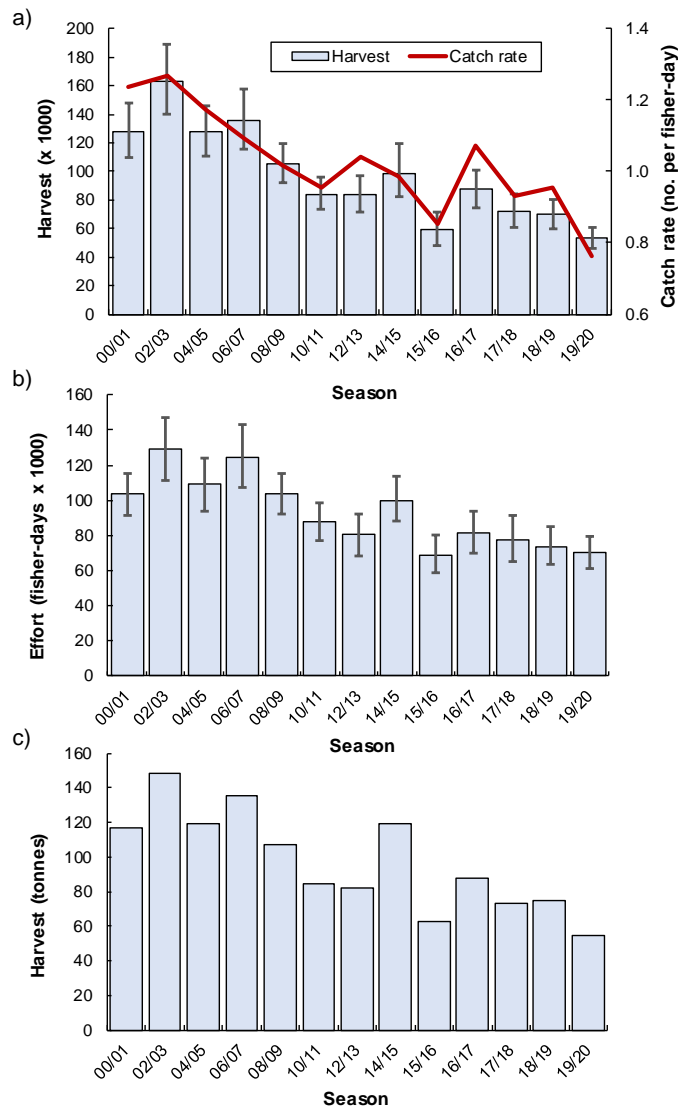 a)
200
180
160
140
120
100
80
60
40
20
0
Harvest (x 1000)
Harvest
Catch rate
1.4
1.2
1.0
0.8
0.6
Catch rate (no. per fisher-day)
00/01 02/03 04/05 06/07 08/09 10/11 12/13 14/15 15/16 16/17 17/18 18/19 19/20
Season
b)
160
140
120
100
80
60
40
20
0
Effort (fisher-days x 1000)
00/01 02/03 04/05 06/07 08/09 10/11 12/13 14/15 15/16 16/17 17/18 18/19 19/20
Season
c)
160
140
120
100
80
60
40
20
0
Harvest (tonnes)
00/01 02/03 04/05 06/07 08/09 10/11 12/13 14/15 15/16 16/17 17/18 18/19 19/20
Season